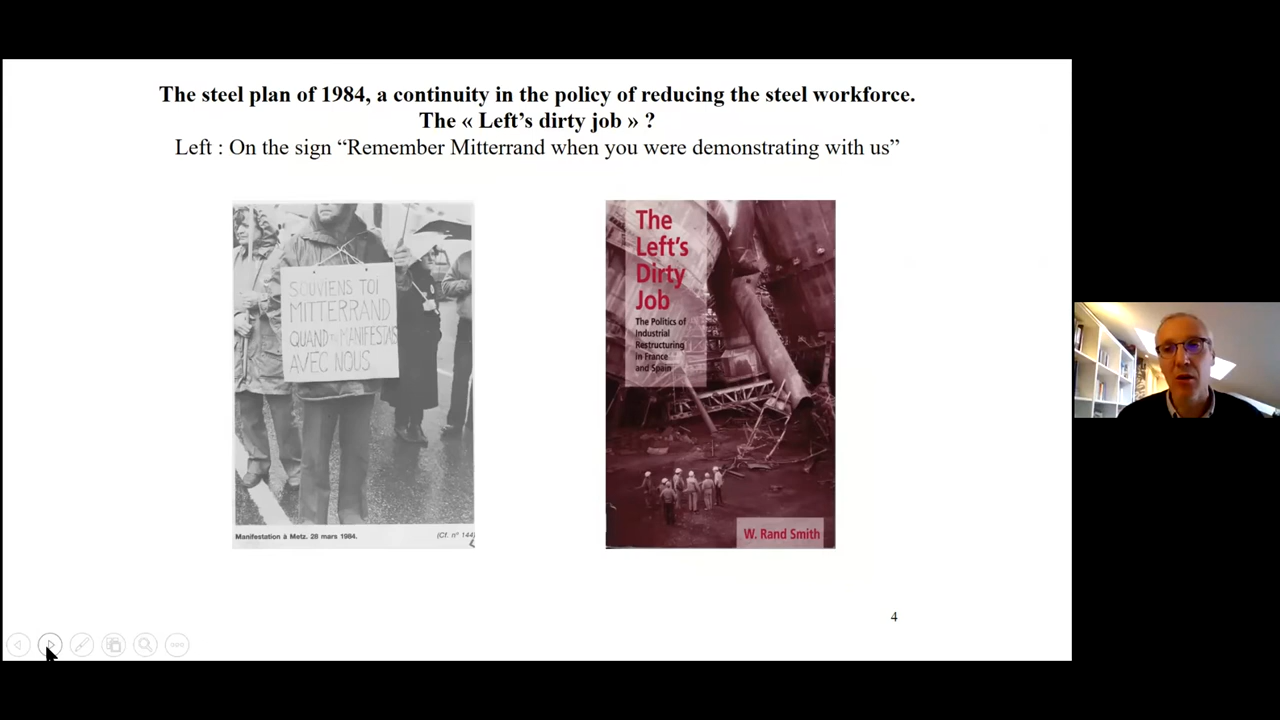 The steel plan of 1984, a continuity in the policy of reducing the steel workforce.
The « Left’s dirty job » ?
Left : On the sign “Remember Mitterrand when you were demonstrating with us”
SOUVIENS TOI
MITTERRAND
QUAND TU MANIFESTAS
AVEC NOUS
Manifestation à Metz. 28 mars 1984.
(Cf. n° 144)
The
Left's
Dirty
Job
The Politics of
Industrial
Restructuring
in France
and Spain
W. Rand Smith
4